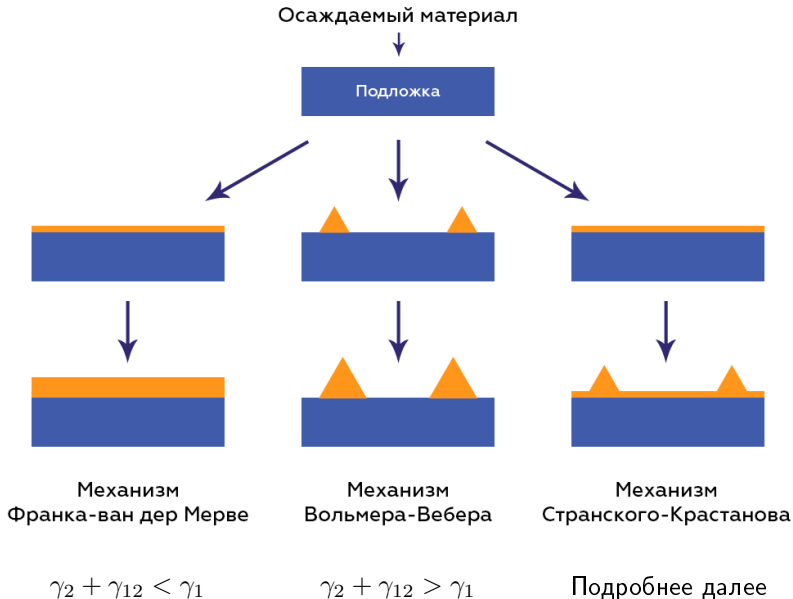 Осаждаемый материал
Подложка
Механизм
Франка-ван дер Мерве
Механизм
Вольмера-Вебера
Механизм
Странского-Крастанова
γ₂ + γ₁₂ < γ₁
γ₂ + γ₁₂ > γ₁
Подробнее далее